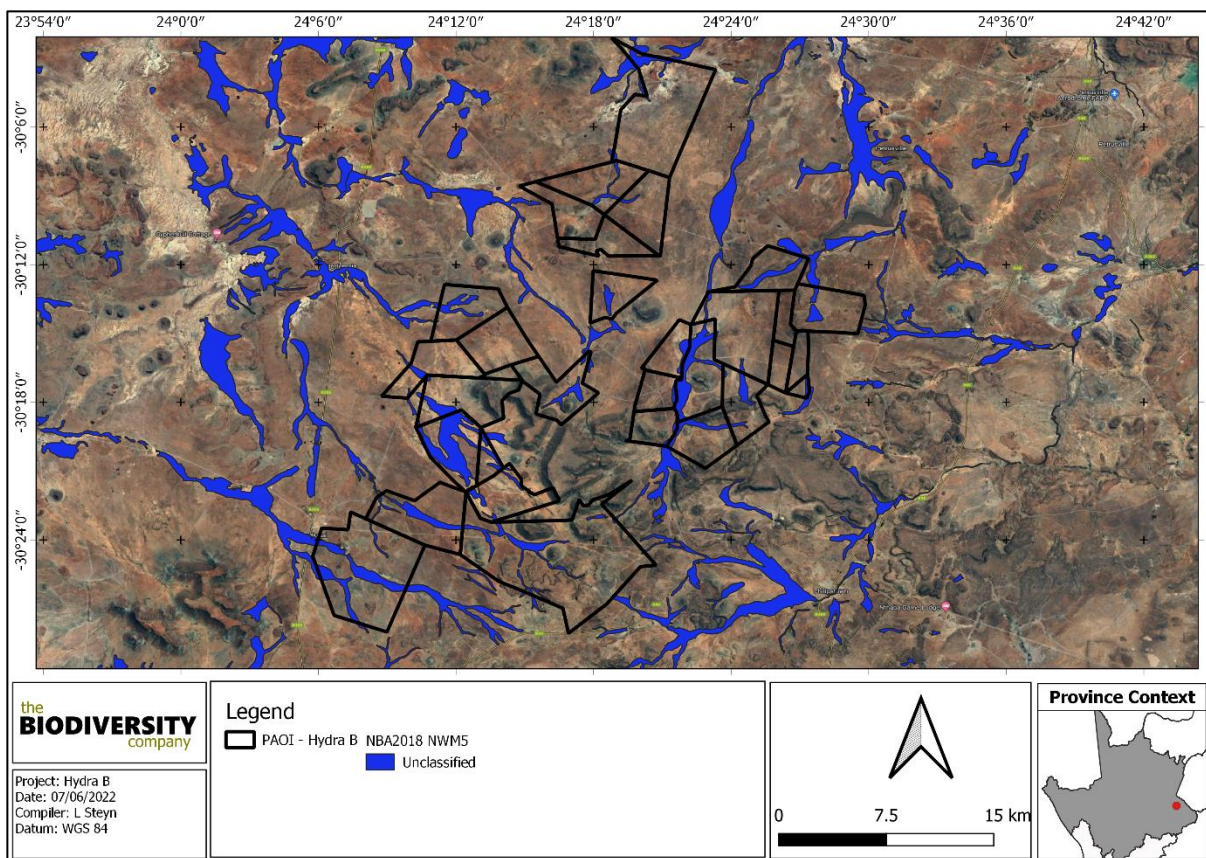 23°54′0″ 24°0′0″ 24°6′0″ 24°12′0″ 24°18′0″ 24°24′0″ 24°30′0″ 24°36′0″ 24°42′0″
-30°6′0″
-30°12′0″
-30°18′0″
-30°24′0″
Petrusville
the
BIODIVERSITY
company
Project: Hydra B
Date: 07/06/2022
Compiler: L Steyn
Datum: WGS 84
Legend
PAOI - Hydra B
NBA2018 NWM5
Unclassified
0 7.5 15 km
Province Context